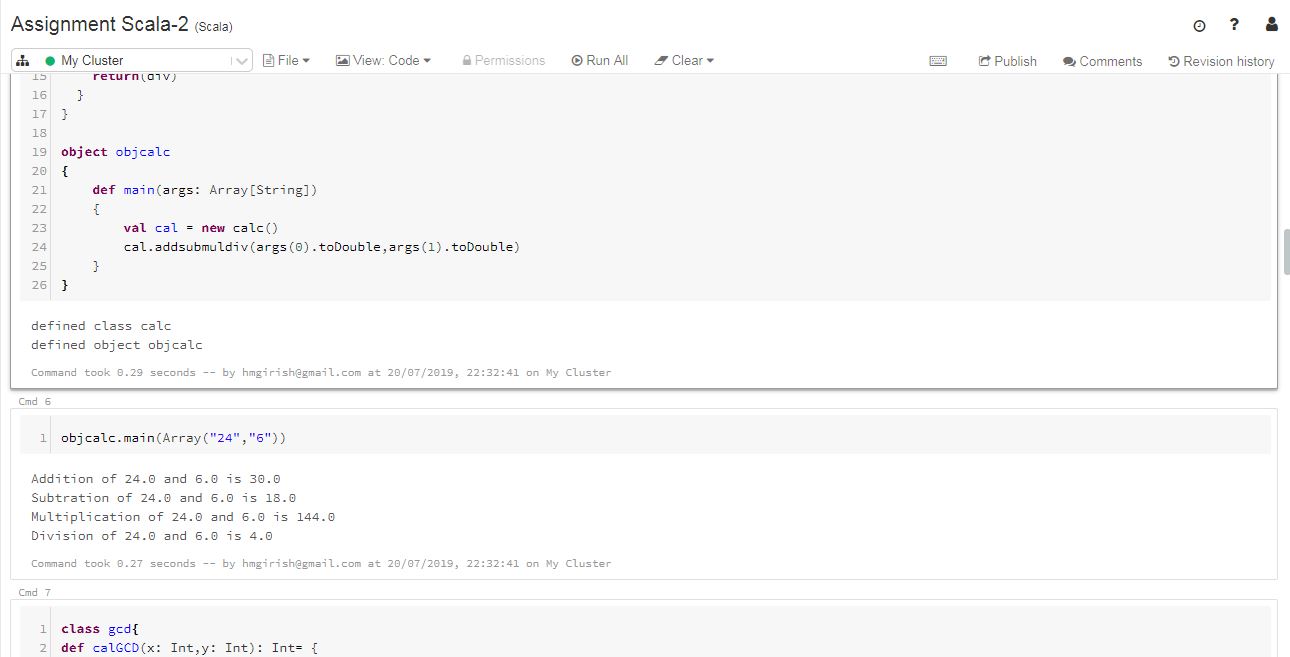 Assignment Scala-2 (Scala)
My Cluster File View: Code Permissions Run All Clear Publish Comments Revision history
15 return(div)
16 }
17 }
18
19 object objcalc
20 {
21 def main(args: Array[String])
22 {
23 val cal = new calc()
24 cal.addsubmuldiv(args(0).toDouble,args(1).toDouble)
25 }
26 }
defined class calc
defined object objcalc
Command took 0.29 seconds -- by hmgirish@gmail.com at 20/07/2019, 22:32:41 on My Cluster
Cmd 6
1 objcalc.main(Array("24","6"))
Addition of 24.0 and 6.0 is 30.0
Subtration of 24.0 and 6.0 is 18.0
Multiplication of 24.0 and 6.0 is 144.0
Division of 24.0 and 6.0 is 4.0
Command took 0.27 seconds -- by hmgirish@gmail.com at 20/07/2019, 22:32:41 on My Cluster
Cmd 7
1 class gcd{
2 def calGCD(x: Int,y: Int): Int= {